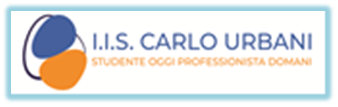 I.I.S. CARLO URBANI
STUDENTE OGGI PROFESSIONISTA DOMANI